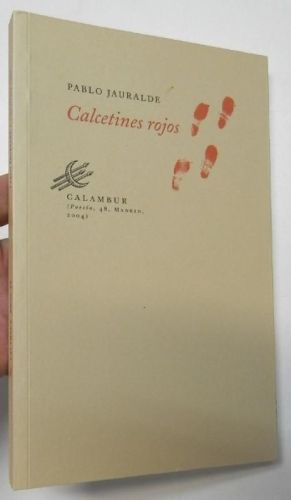 PABLO JAURALDE
Calcetines rojos
CALAMBUR
(Poesía, 48, Madrid,
2004)